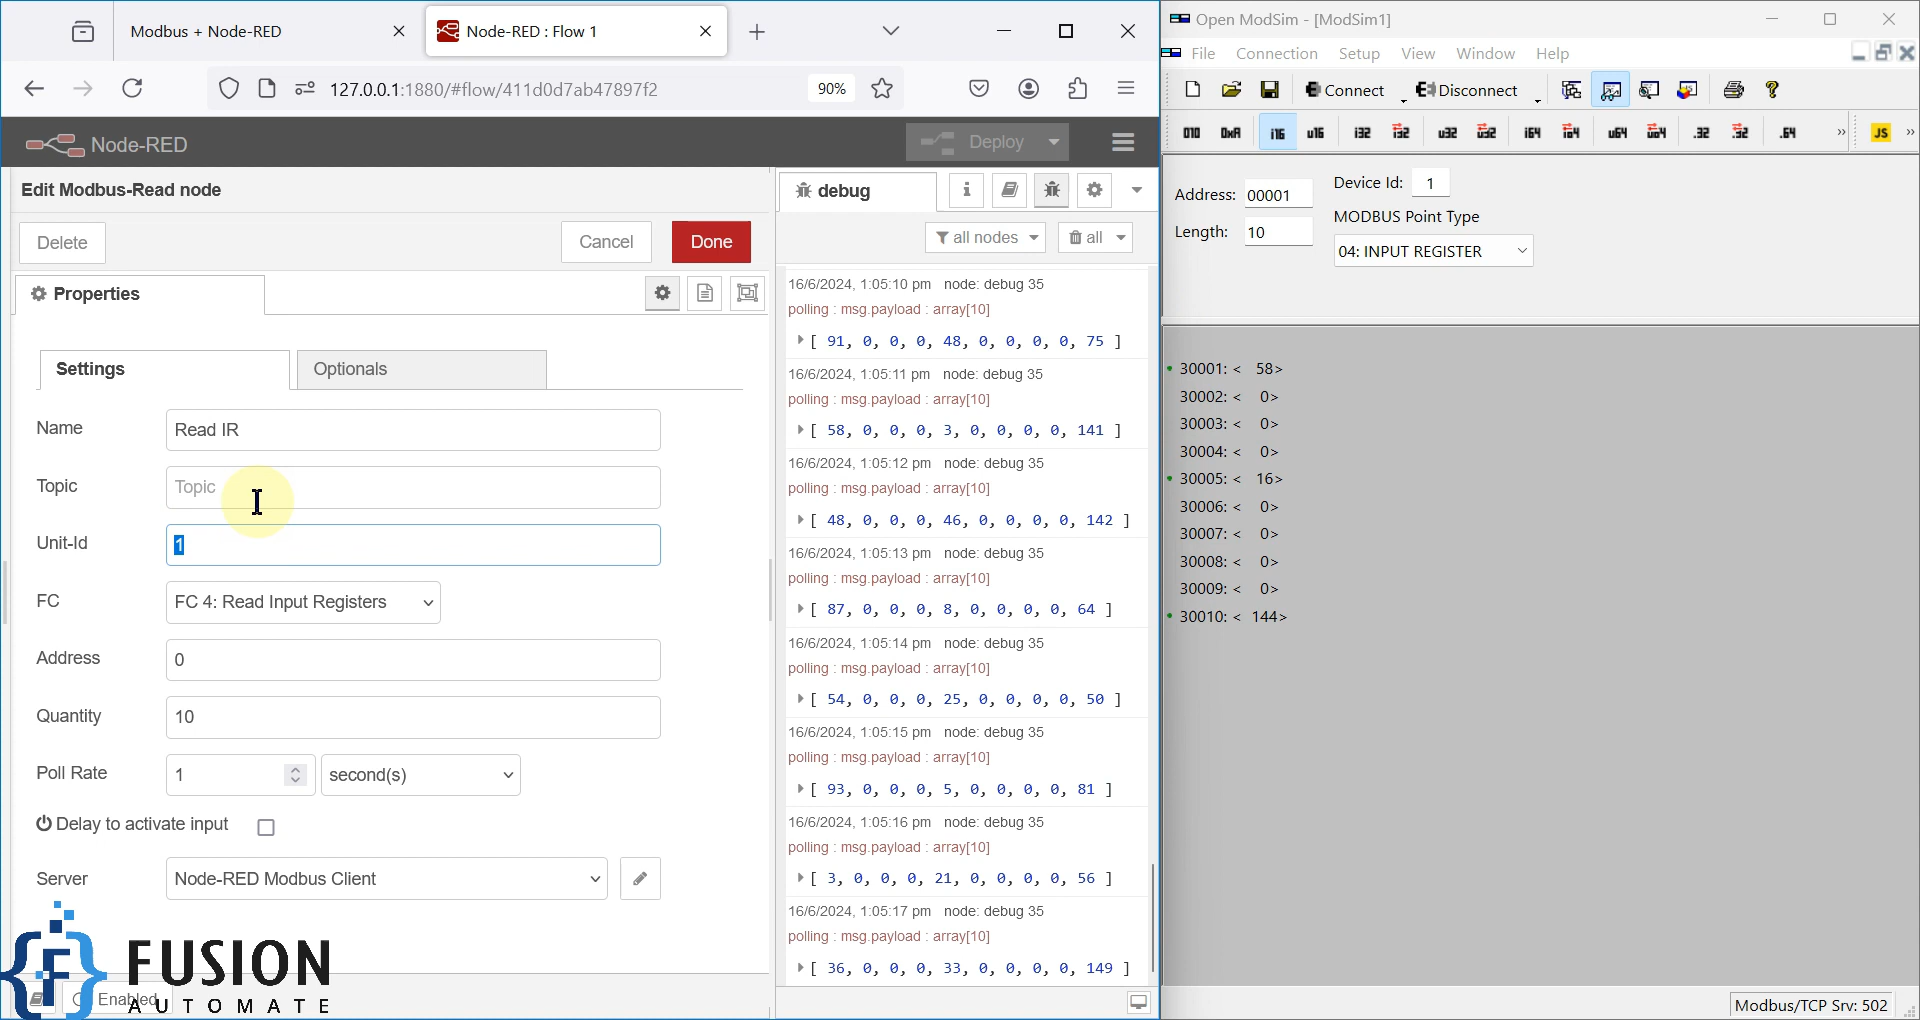 Modbus + Node-RED
Node-RED : Flow 1
127.0.0.1:1880/#flow/411d0d7ab47897f2
90%
Node-RED
Deploy
Edit Modbus-Read node
Delete
Cancel
Done
Properties
Settings
Optionals
Name
Read IR
Topic
Topic
Unit-Id
1
FC
FC 4: Read Input Registers
Address
0
Quantity
10
Poll Rate
1
second(s)
Delay to activate input
Server
Node-RED Modbus Client
Enabled
FUSION
AUTOMATE
debug
i
all nodes
all
16/6/2024, 1:05:10 pm node: debug 35
polling : msg.payload : array[10]
[ 91, 0, 0, 0, 48, 0, 0, 0, 0, 75 ]
16/6/2024, 1:05:11 pm node: debug 35
polling : msg.payload : array[10]
[ 58, 0, 0, 0, 3, 0, 0, 0, 0, 141 ]
16/6/2024, 1:05:12 pm node: debug 35
polling : msg.payload : array[10]
[ 48, 0, 0, 0, 46, 0, 0, 0, 0, 142 ]
16/6/2024, 1:05:13 pm node: debug 35
polling : msg.payload : array[10]
[ 87, 0, 0, 0, 8, 0, 0, 0, 0, 64 ]
16/6/2024, 1:05:14 pm node: debug 35
polling : msg.payload : array[10]
[ 54, 0, 0, 0, 25, 0, 0, 0, 0, 50 ]
16/6/2024, 1:05:15 pm node: debug 35
polling : msg.payload : array[10]
[ 93, 0, 0, 0, 5, 0, 0, 0, 0, 81 ]
16/6/2024, 1:05:16 pm node: debug 35
polling : msg.payload : array[10]
[ 3, 0, 0, 0, 21, 0, 0, 0, 0, 56 ]
16/6/2024, 1:05:17 pm node: debug 35
polling : msg.payload : array[10]
[ 36, 0, 0, 0, 33, 0, 0, 0, 0, 149 ]
Open ModSim - [ModSim1]
File Connection Setup View Window Help
Connect Disconnect
010 0xA i16 u16 i32 i32 u32 u32 i64 i64 u64 u64 .32 .32 .64 JS
Address: 00001
Length: 10
Device Id: 1
MODBUS Point Type
04: INPUT REGISTER
30001: < 58>
30002: < 0>
30003: < 0>
30004: < 0>
30005: < 16>
30006: < 0>
30007: < 0>
30008: < 0>
30009: < 0>
30010: < 144>
Modbus/TCP Srv: 502